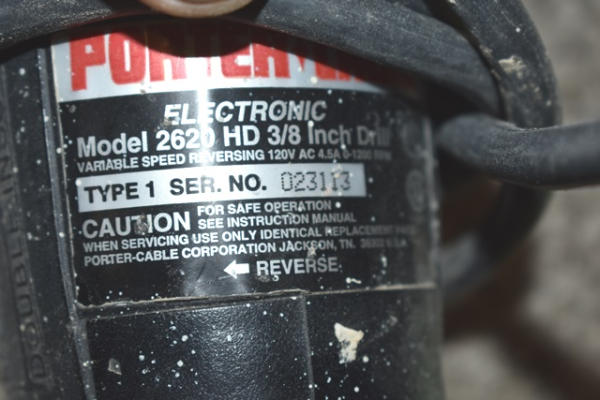 PORTER
ELECTRONIC
Model 2620 HD 3/8 Inch Drill
VARIABLE SPEED REVERSING 120V AC 4.5A 0-1200 RPM
TYPE 1 SER. NO. 023113
FOR SAFE OPERATION
CAUTION SEE INSTRUCTION MANUAL
WHEN SERVICING USE ONLY IDENTICAL REPLACEMENT
PORTER-CABLE CORPORATION JACKSON, TN.
REVERSE